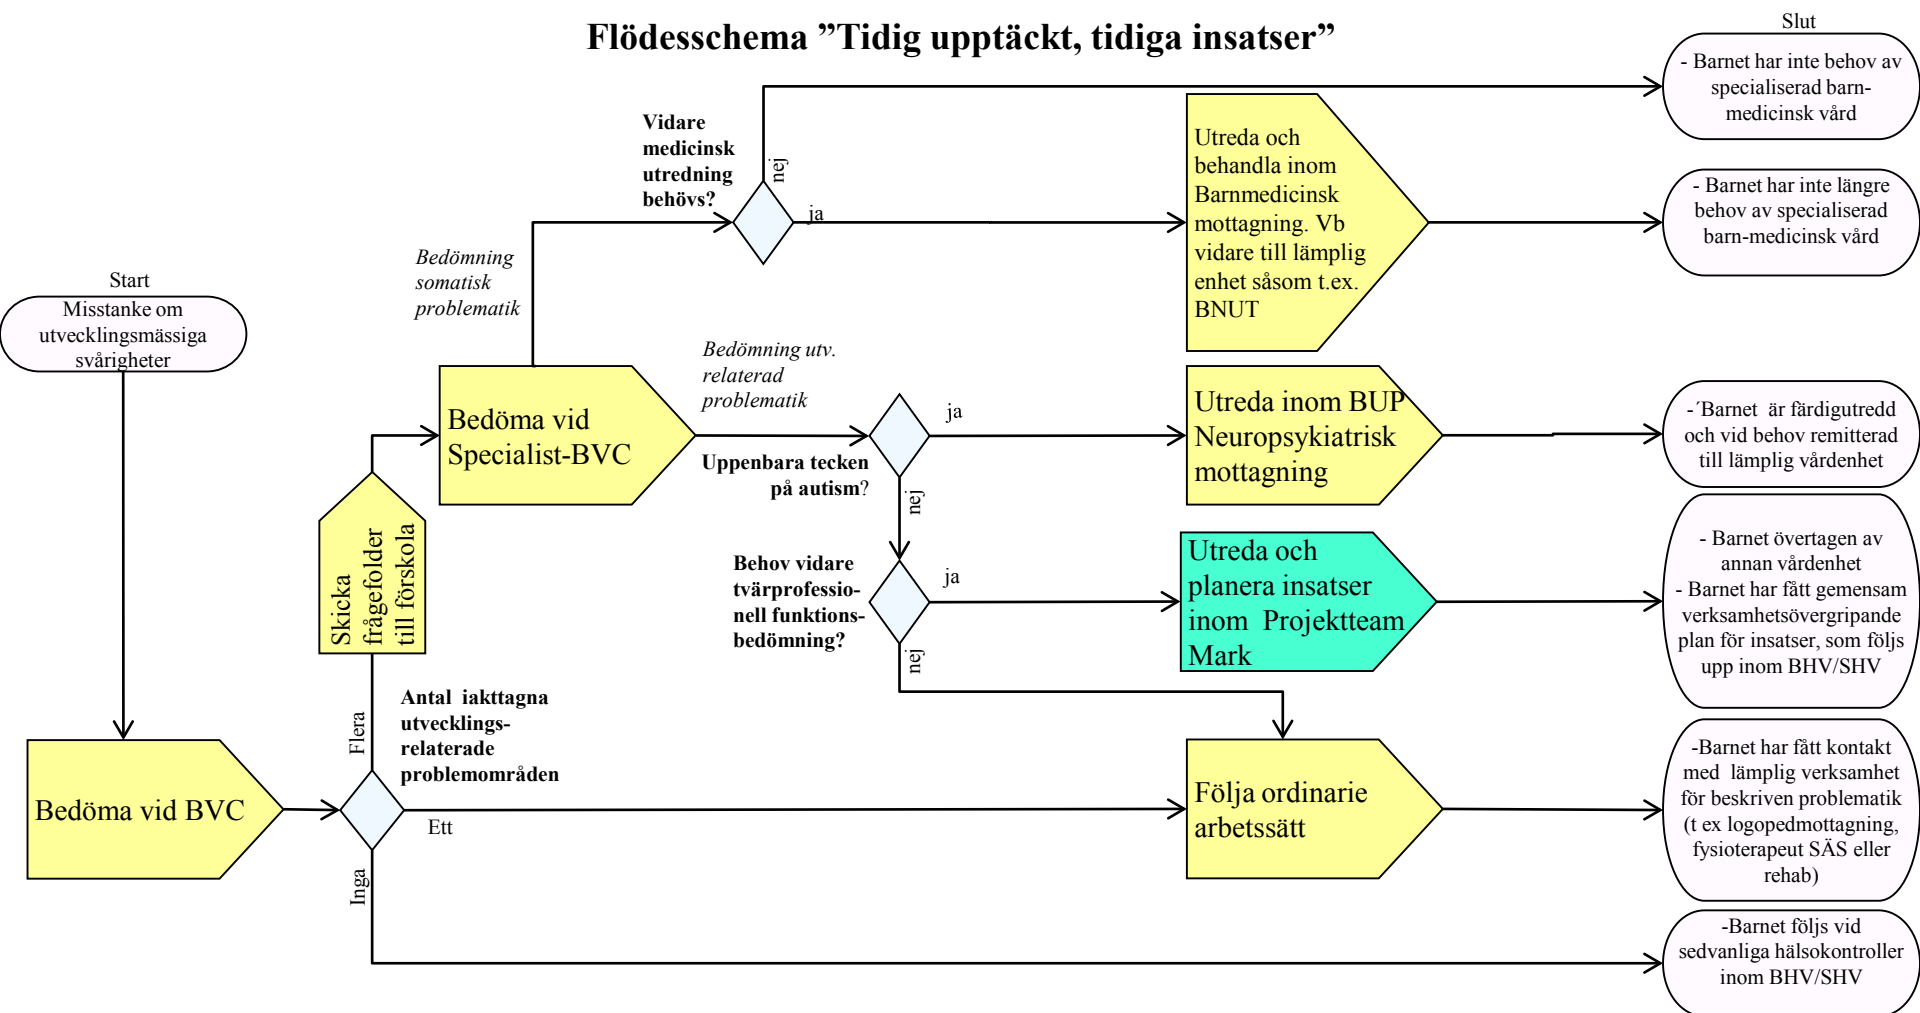 Flödesschema ”Tidig upptäckt, tidiga insatser”
Slut
- Barnet har inte behov av
specialiserad barn-
medicinsk vård
Vidare
medicinsk
utredning
behövs?
nej
ja
Utreda och
behandla inom
Barnmedicinsk
mottagning. Vb
vidare till lämplig
enhet såsom t.ex.
BNUT
- Barnet har inte längre
behov av specialiserad
barn-medicinsk vård
Bedömning
somatisk
problematik
Start
Misstanke om
utvecklingsmässiga
svårigheter
Bedömning utv.
relaterad
problematik
Bedöma vid
Specialist-BVC
ja
Uppenbara tecken
på autism?
nej
Utreda inom BUP
Neuropsykiatrisk
mottagning
-´Barnet är färdigutredd
och vid behov remitterad
till lämplig vårdenhet
Skicka
frågefolder
till förskola
Behov vidare
tvärprofessio-
nell funktions-
bedömning?
ja
nej
Utreda och
planera insatser
inom Projektteam
Mark
- Barnet övertagen av
annan vårdenhet
- Barnet har fått gemensam
verksamhetsövergripande
plan för insatser, som följs
upp inom BHV/SHV
Flera
Antal iakttagna
utvecklings-
relaterade
problemområden
Bedöma vid BVC
Ett
Inga
Följa ordinarie
arbetssätt
-Barnet har fått kontakt
med lämplig verksamhet
för beskriven problematik
(t ex logopedmottagning,
fysioterapeut SÄS eller
rehab)
-Barnet följs vid
sedvanliga hälsokontroller
inom BHV/SHV